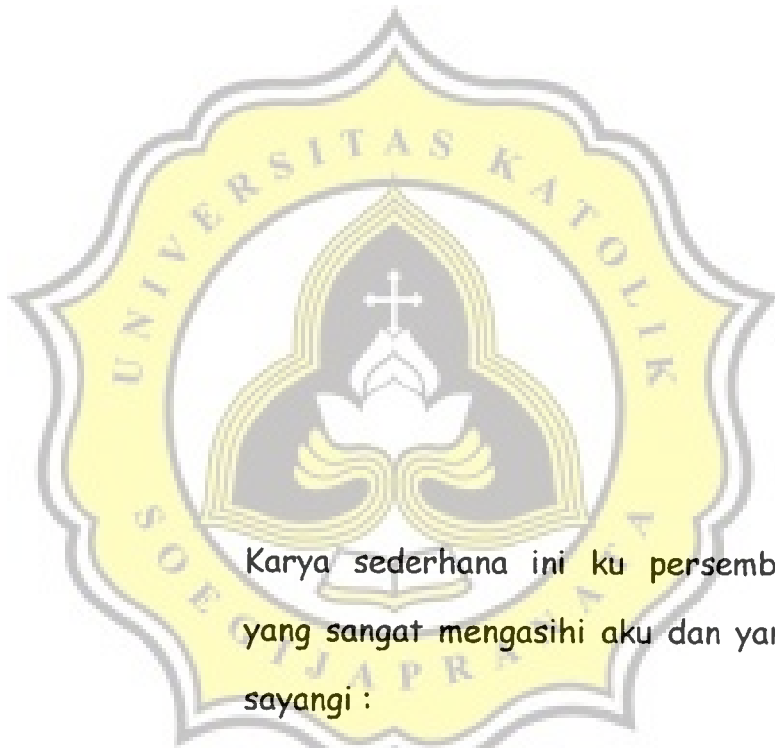 UNIVERSITAS KATOLIK
Karya sederhana ini ku persemb
yang sangat mengasihi aku dan yan
sayangi :
SOEGIJAPRANATA